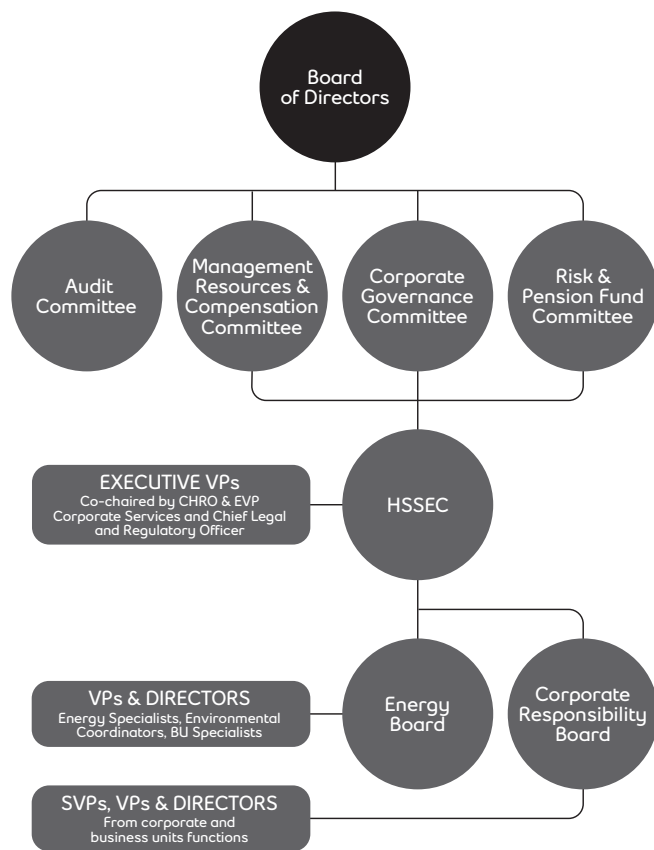 Board
of Directors
Audit
Committee
Management
Resources &
Compensation
Committee
Corporate
Governance
Committee
Risk &
Pension Fund
Committee
EXECUTIVE VPs
Co-chaired by CHRO & EVP
Corporate Services and Chief Legal
and Regulatory Officer
HSSEC
VPs & DIRECTORS
Energy Specialists, Environmental
Coordinators, BU Specialists
Energy
Board
Corporate
Responsibility
Board
SVPs, VPs & DIRECTORS
From corporate and
business units functions